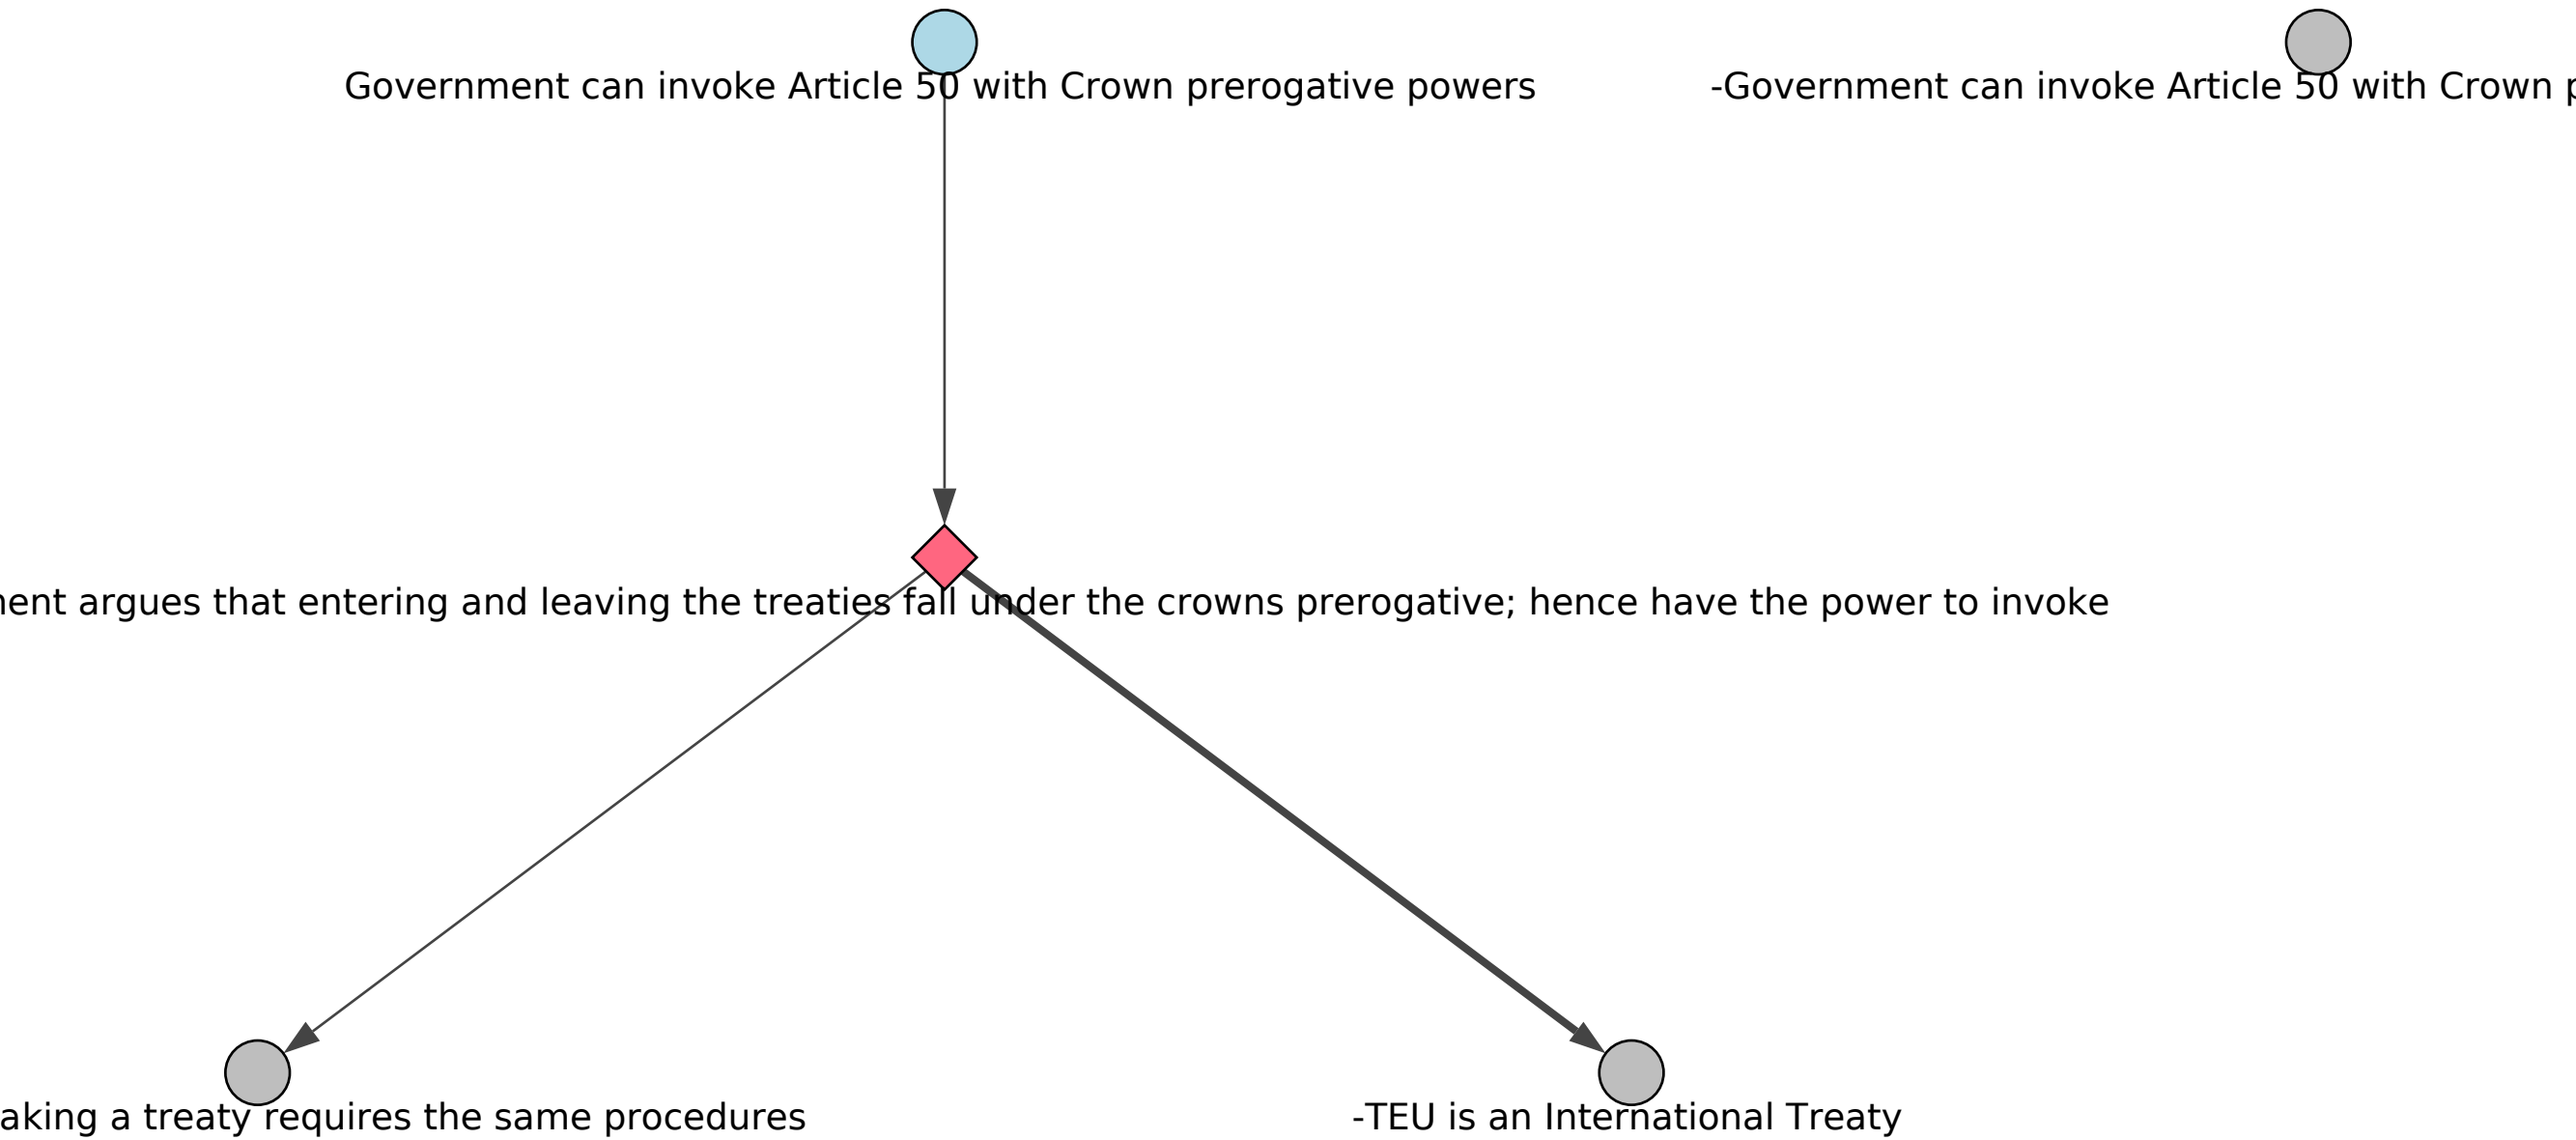 Government can invoke Article 50 with Crown prerogative powers
-Government can invoke Article 50 with Crown
argues that entering and leaving the treaties fall under the crowns prerogative; hence have the power to invoke
a treaty requires the same procedures
-TEU is an International Treaty